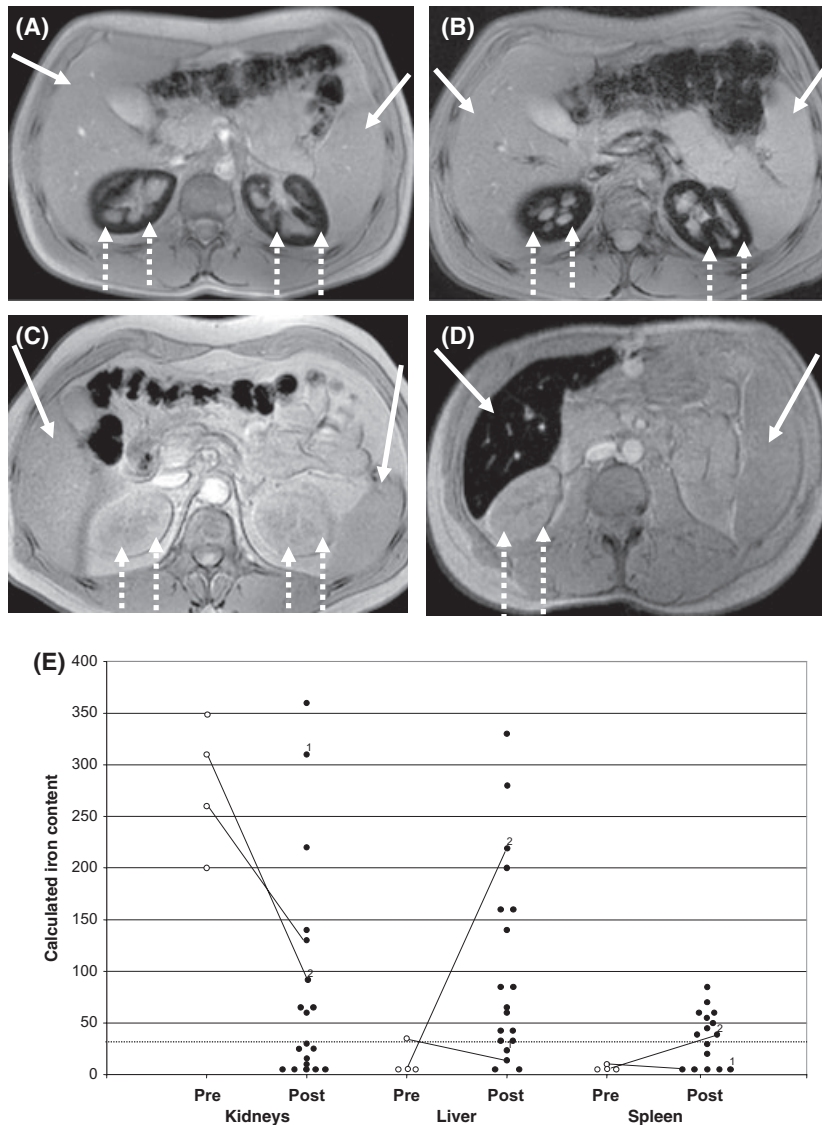 (A)
(B)
(C)
(D)
(E)
Calculated iron content
400
350
300
250
200
150
100
50
0
1
2
2
1
2
1
Pre Post Pre Post Pre Post
Kidneys Liver Spleen